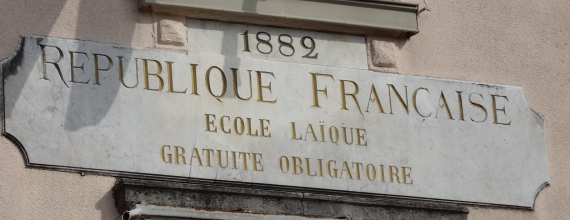 1882
REPUBLIQUE FRANÇAISE
ECOLE LAÏQUE
GRATUITE OBLIGATOIRE